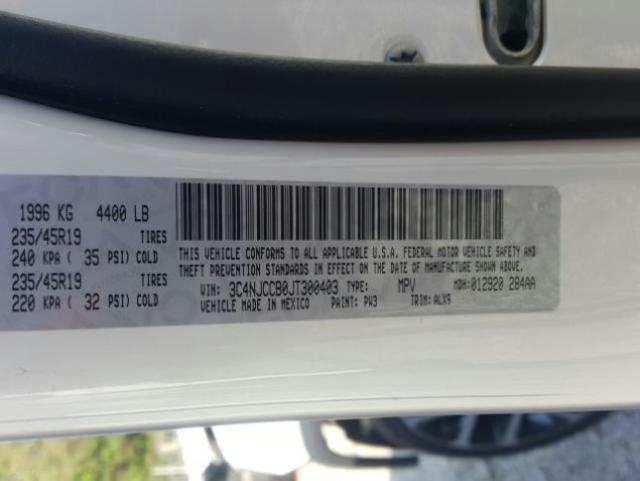 1996 KG 4400 LB
235/45R19 TIRES
240 KPA ( 35 PSI) COLD
235/45R19 TIRES
220 KPA ( 32 PSI) COLD
THIS VEHICLE CONFORMS TO ALL APPLICABLE U.S.A. FEDERAL MOTOR VEHICLE SAFETY AND
THEFT PREVENTION STANDARDS IN EFFECT ON THE DATE OF MANUFACTURE SHOWN ABOVE.
VIN: 3C4NJCCB0JT300403 TYPE: MPV MDH: 012920 284AA
VEHICLE MADE IN MEXICO PAINT: PW3 TRIM: ALX9